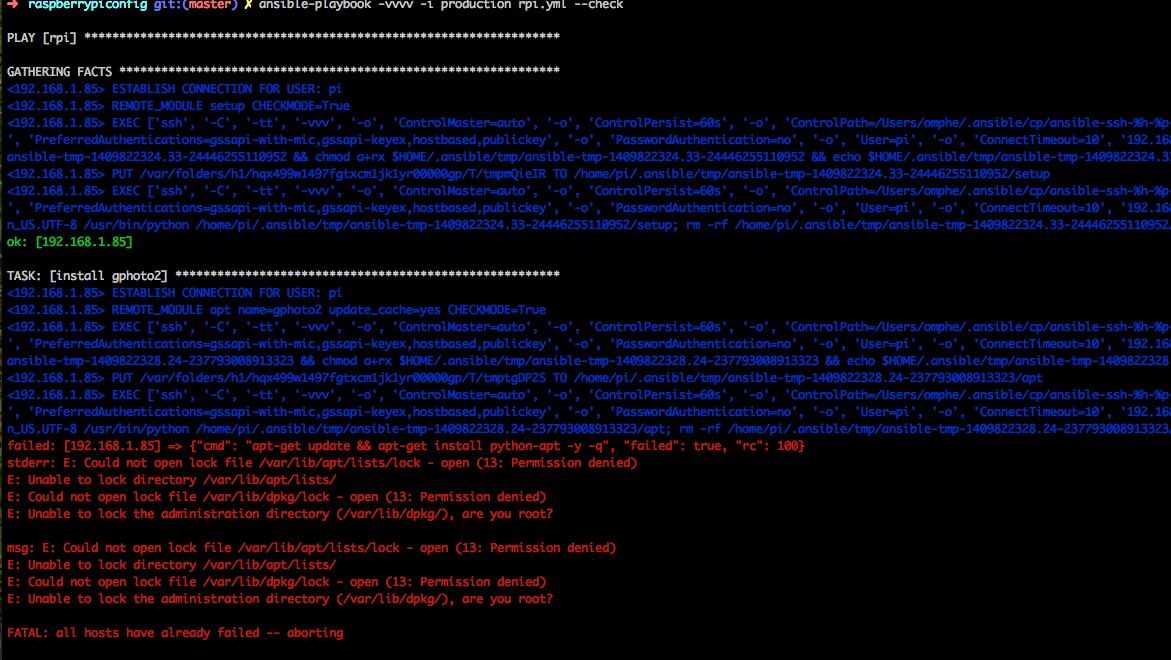 ➜ raspberrypiconfig git:(master) ✗ ansible-playbook -vvvv -i production rpi.yml --check
PLAY [rpi] ********************************************************************
GATHERING FACTS ***************************************************************
<192.168.1.85> ESTABLISH CONNECTION FOR USER: pi
<192.168.1.85> REMOTE_MODULE setup CHECKMODE=True
<192.168.1.85> EXEC ['ssh', '-C', '-tt', '-vvv', '-o', 'ControlMaster=auto', '-o', 'ControlPersist=60s', '-o', 'ControlPath=/Users/omphe/.ansible/cp/ansible-ssh-%h-%p-
', 'PreferredAuthentications=gssapi-with-mic,gssapi-keyex,hostbased,publickey', '-o', 'PasswordAuthentication=no', '-o', 'User=pi', '-o', 'ConnectTimeout=10', '192.16
ansible-tmp-1409822324.33-24446255110952 && chmod a+rx $HOME/.ansible/tmp/ansible-tmp-1409822324.33-24446255110952 && echo $HOME/.ansible/tmp/ansible-tmp-1409822324.3
<192.168.1.85> PUT /var/folders/h1/hqx499w1497fgtxcm1jk1yr00000gp/T/tmpmQieIR TO /home/pi/.ansible/tmp/ansible-tmp-1409822324.33-24446255110952/setup
<192.168.1.85> EXEC ['ssh', '-C', '-tt', '-vvv', '-o', 'ControlMaster=auto', '-o', 'ControlPersist=60s', '-o', 'ControlPath=/Users/omphe/.ansible/cp/ansible-ssh-%h-%p-
', 'PreferredAuthentications=gssapi-with-mic,gssapi-keyex,hostbased,publickey', '-o', 'PasswordAuthentication=no', '-o', 'User=pi', '-o', 'ConnectTimeout=10', '192.16
n_US.UTF-8 /usr/bin/python /home/pi/.ansible/tmp/ansible-tmp-1409822324.33-24446255110952/setup; rm -rf /home/pi/.ansible/tmp/ansible-tmp-1409822324.33-24446255110952
ok: [192.168.1.85]
TASK: [install gphoto2] *******************************************************
<192.168.1.85> ESTABLISH CONNECTION FOR USER: pi
<192.168.1.85> REMOTE_MODULE apt name=gphoto2 update_cache=yes CHECKMODE=True
<192.168.1.85> EXEC ['ssh', '-C', '-tt', '-vvv', '-o', 'ControlMaster=auto', '-o', 'ControlPersist=60s', '-o', 'ControlPath=/Users/omphe/.ansible/cp/ansible-ssh-%h-%p-
', 'PreferredAuthentications=gssapi-with-mic,gssapi-keyex,hostbased,publickey', '-o', 'PasswordAuthentication=no', '-o', 'User=pi', '-o', 'ConnectTimeout=10', '192.16
ansible-tmp-1409822328.24-237793008913323 && chmod a+rx $HOME/.ansible/tmp/ansible-tmp-1409822328.24-237793008913323 && echo $HOME/.ansible/tmp/ansible-tmp-1409822328
<192.168.1.85> PUT /var/folders/h1/hqx499w1497fgtxcm1jk1yr00000gp/T/tmptgDP2S TO /home/pi/.ansible/tmp/ansible-tmp-1409822328.24-237793008913323/apt
<192.168.1.85> EXEC ['ssh', '-C', '-tt', '-vvv', '-o', 'ControlMaster=auto', '-o', 'ControlPersist=60s', '-o', 'ControlPath=/Users/omphe/.ansible/cp/ansible-ssh-%h-%p-
', 'PreferredAuthentications=gssapi-with-mic,gssapi-keyex,hostbased,publickey', '-o', 'PasswordAuthentication=no', '-o', 'User=pi', '-o', 'ConnectTimeout=10', '192.16
n_US.UTF-8 /usr/bin/python /home/pi/.ansible/tmp/ansible-tmp-1409822328.24-237793008913323/apt; rm -rf /home/pi/.ansible/tmp/ansible-tmp-1409822328.24-237793008913323
failed: [192.168.1.85] => {"cmd": "apt-get update && apt-get install python-apt -y -q", "failed": true, "rc": 100}
stderr: E: Could not open lock file /var/lib/apt/lists/lock - open (13: Permission denied)
E: Unable to lock directory /var/lib/apt/lists/
E: Could not open lock file /var/lib/dpkg/lock - open (13: Permission denied)
E: Unable to lock the administration directory (/var/lib/dpkg/), are you root?
msg: E: Could not open lock file /var/lib/apt/lists/lock - open (13: Permission denied)
E: Unable to lock directory /var/lib/apt/lists/
E: Could not open lock file /var/lib/dpkg/lock - open (13: Permission denied)
E: Unable to lock the administration directory (/var/lib/dpkg/), are you root?
FATAL: all hosts have already failed -- aborting